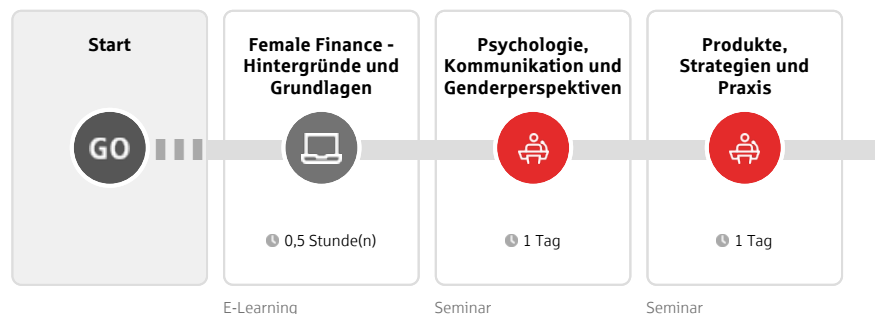 Start
GO
Female Finance -
Hintergründe und
Grundlagen
0,5 Stunde(n)
E-Learning
Psychologie,
Kommunikation und
Genderperspektiven
1 Tag
Seminar
Produkte,
Strategien und
Praxis
1 Tag
Seminar